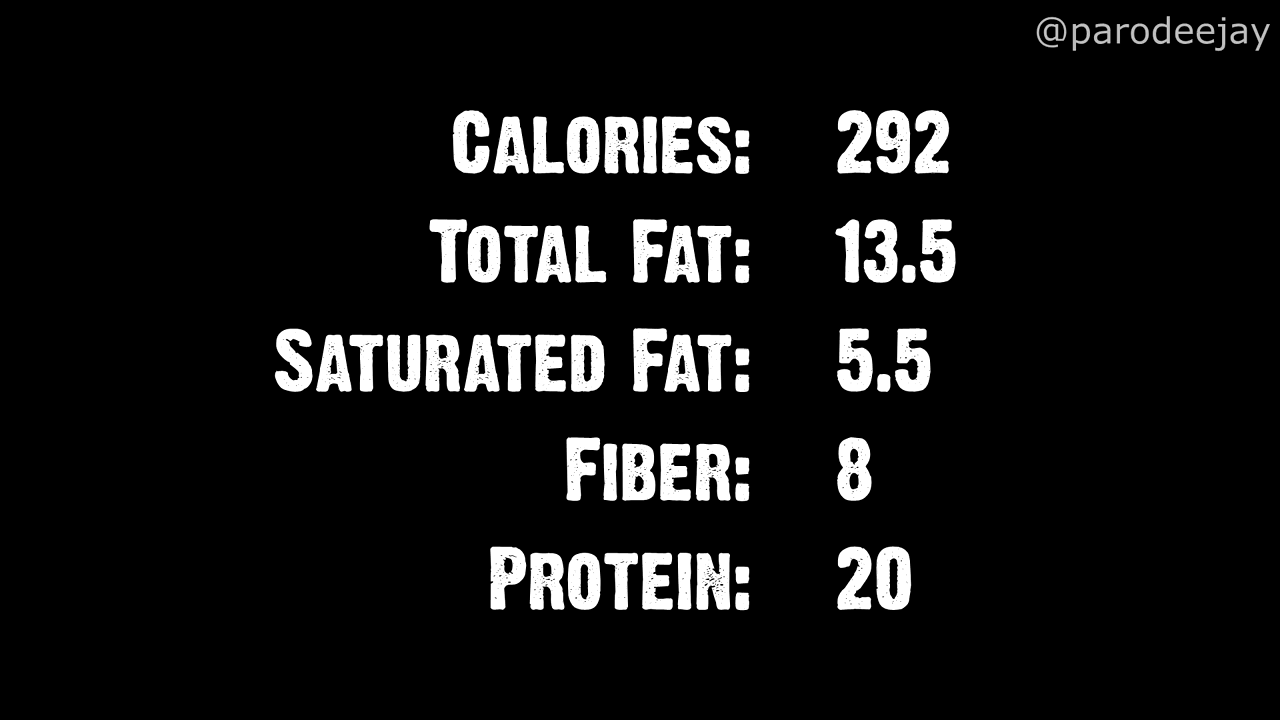 @parodeejay
Calories: 292
Total Fat: 13.5
Saturated Fat: 5.5
Fiber: 8
Protein: 20